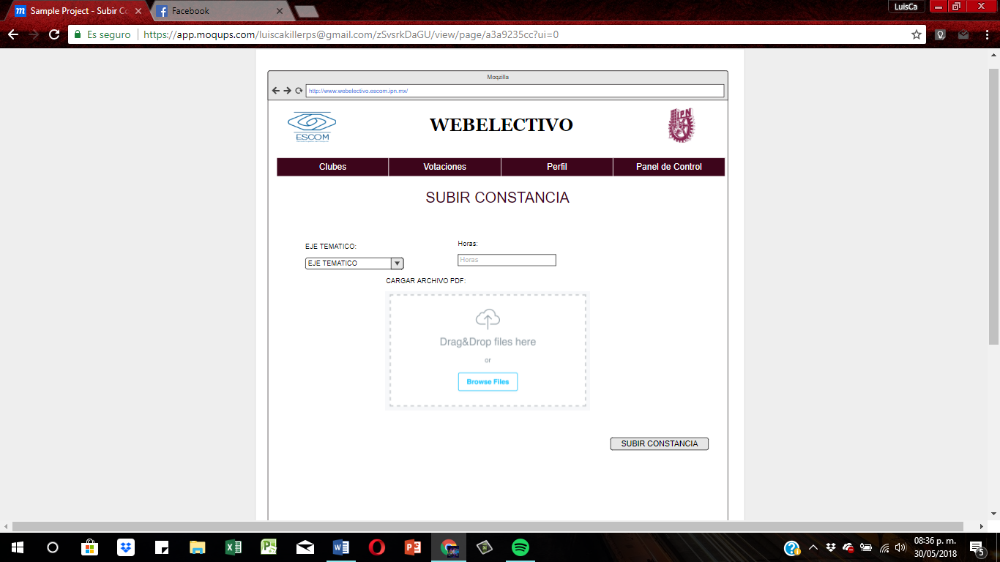 LuisCa
Sample Project - Subir Co
Facebook
Es seguro
https://app.moqups.com/luiscakillerps@gmail.com/zSvsrkDaGU/view/page/a3a9235cc?ui=0
Moqzilla
http://www.webelectivo.escom.ipn.mx/
ESCOM
WEBELECTIVO
IPN
Clubes
Votaciones
Perfil
Panel de Control
SUBIR CONSTANCIA
EJE TEMATICO:
Horas:
EJE TEMATICO
Horas
CARGAR ARCHIVO PDF:
Drag&Drop files here
or
Browse Files
SUBIR CONSTANCIA
08:36 p. m.
30/05/2018
5